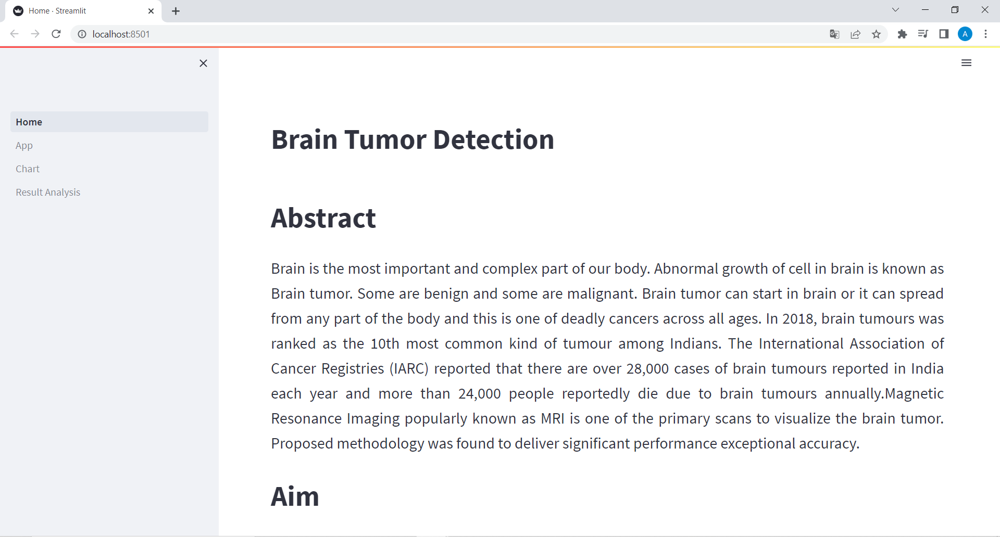 Home · Streamlit
localhost:8501
A
Home
App
Chart
Result Analysis
Brain Tumor Detection
Abstract
Brain is the most important and complex part of our body. Abnormal growth of cell in brain is known as
Brain tumor. Some are benign and some are malignant. Brain tumor can start in brain or it can spread
from any part of the body and this is one of deadly cancers across all ages. In 2018, brain tumours was
ranked as the 10th most common kind of tumour among Indians. The International Association of
Cancer Registries (IARC) reported that there are over 28,000 cases of brain tumours reported in India
each year and more than 24,000 people reportedly die due to brain tumours annually.Magnetic
Resonance Imaging popularly known as MRI is one of the primary scans to visualize the brain tumor.
Proposed methodology was found to deliver significant performance exceptional accuracy.
Aim